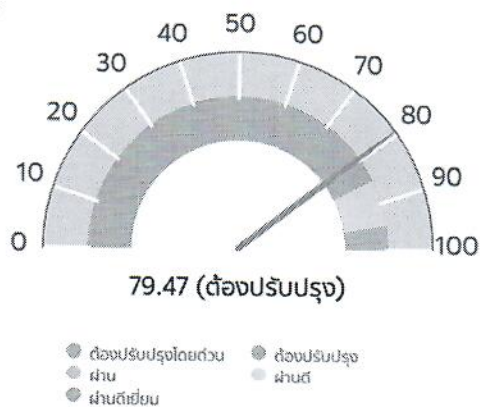 0
10
20
30
40
50
60
70
80
90
100
79.47 (ต้องปรับปรุง)
ต้องปรับปรุงโดยด่วน
ต้องปรับปรุง
ผ่าน
ผ่านดี
ผ่านดีเยี่ยม